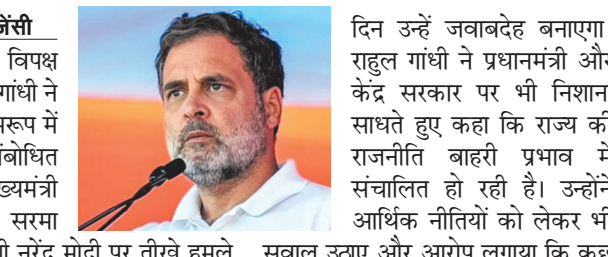 जेंसी
विपक्ष
गांधी ने
रूप में
बोधित
ख्यमंत्री
सरमा
नरेंद्र मोदी पर तीखे हमले
दिन उन्हें जवाबदेह बनाएगा
राहुल गांधी ने प्रधानमंत्री और
केंद्र सरकार पर भी निशाना
साधते हुए कहा कि राज्य की
राजनीति बाहरी प्रभाव में
संचालित हो रही है। उन्होंने
आर्थिक नीतियों को लेकर भी
सवाल उठाए और आरोप लगाया कि कुछ